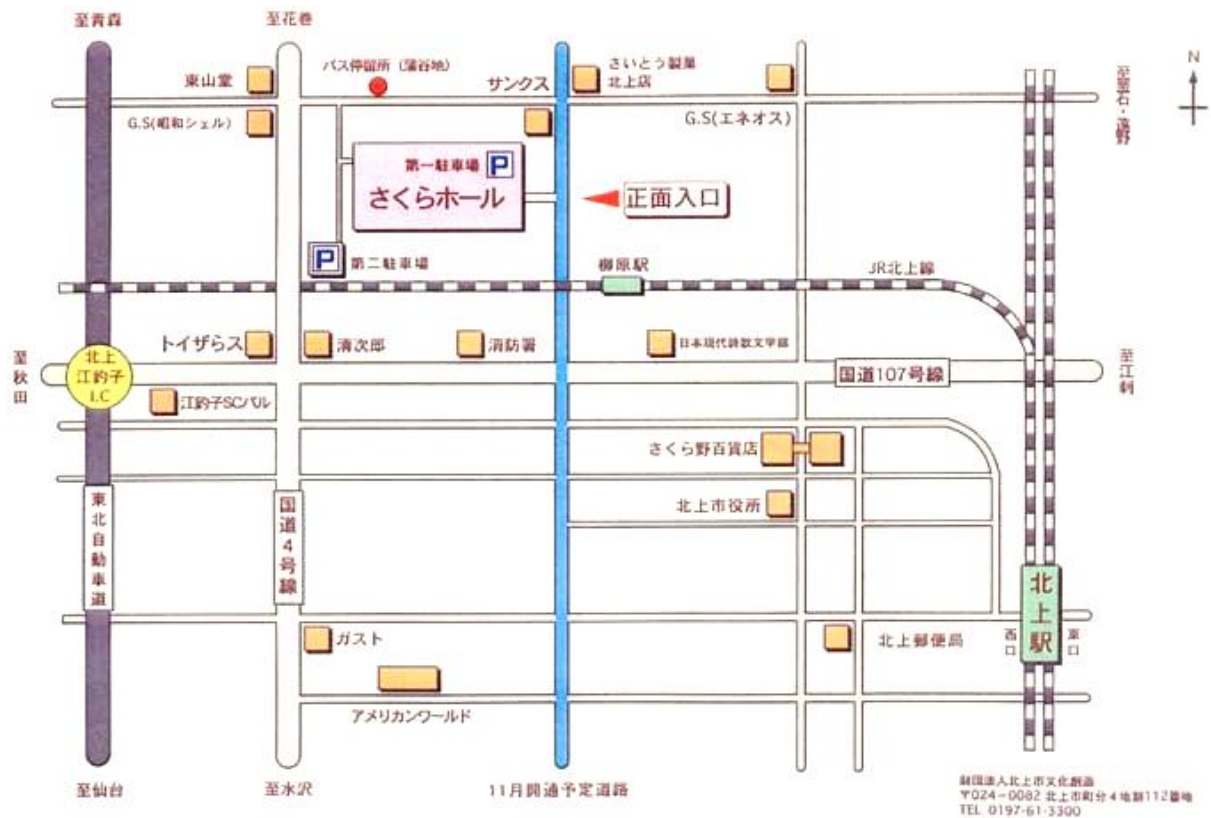 至青森
至花巻
東山堂
バス停留所（蒲谷地）
サンクス
さいとう製菓
北上店
至釜石・遠野
N
G.S(昭和シェル)
G.S(エネオス)
第一駐車場 P
さくらホール
正面入口
P 第二駐車場
柳原駅
JR北上線
トイザらス
清次郎
消防署
日本現代詩歌文学館
至秋田
北上
江釣子
I.C
国道107号線
至江刺
江釣子SCパル
さくら野百貨店
北上市役所
東北自動車道
国道4号線
北上駅
西口
東口
ガスト
北上郵便局
アメリカンワールド
至仙台
至水沢
11月開通予定道路
財団法人北上市文化創造
〒024-0082 北上市町分4地割112番地
TEL 0197-61-3300